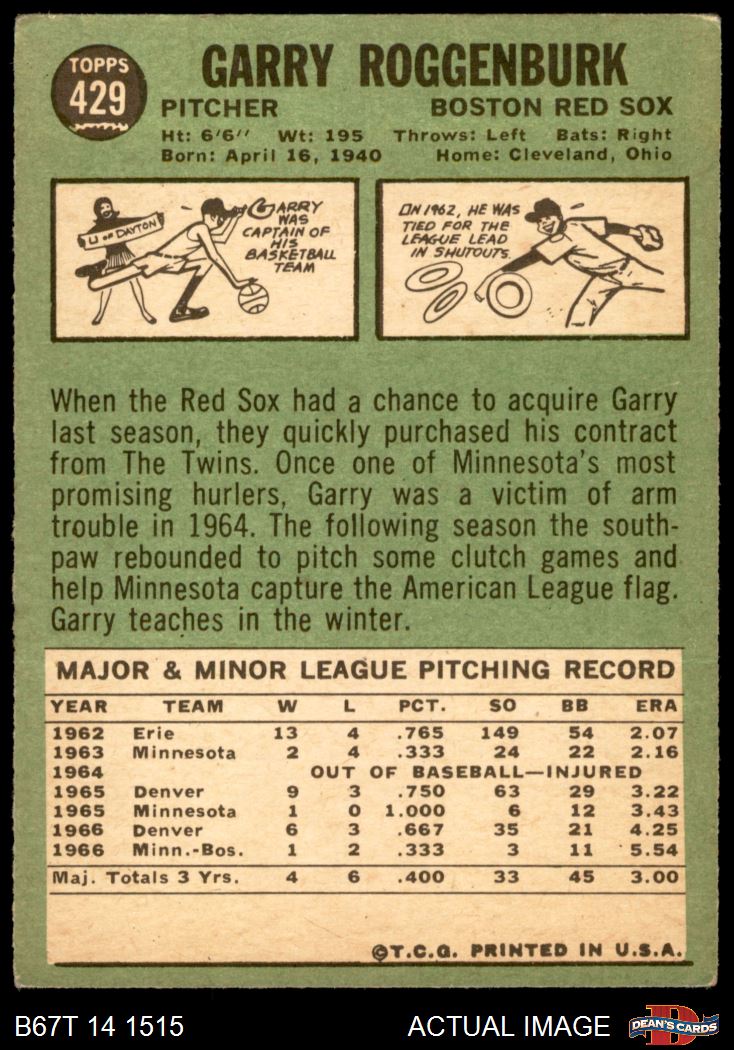 TOPPS
429
GARRY ROGGENBURK
PITCHER BOSTON RED SOX
Ht: 6'6'' Wt: 195 Throws: Left Bats: Right
Born: April 16, 1940 Home: Cleveland, Ohio
U OF DAYTON
GARRY
WAS
CAPTAIN OF
HIS
BASKETBALL
TEAM
IN 1962, HE WAS
TIED FOR THE
LEAGUE LEAD
IN SHUTOUTS.
When the Red Sox had a chance to acquire Garry
last season, they quickly purchased his contract
from The Twins. Once one of Minnesota's most
promising hurlers, Garry was a victim of arm
trouble in 1964. The following season the south-
paw rebounded to pitch some clutch games and
help Minnesota capture the American League flag.
Garry teaches in the winter.
MAJOR & MINOR LEAGUE PITCHING RECORD
YEAR TEAM W L PCT. SO BB ERA
1962 Erie 13 4 .765 149 54 2.07
1963 Minnesota 2 4 .333 24 22 2.16
1964 OUT OF BASEBALL—INJURED
1965 Denver 9 3 .750 63 29 3.22
1965 Minnesota 1 0 1.000 6 12 3.43
1966 Denver 6 3 .667 35 21 4.25
1966 Minn.-Bos. 1 2 .333 3 11 5.54
Maj. Totals 3 Yrs. 4 6 .400 33 45 3.00
©T.C.G. PRINTED IN U.S.A.
B67T 14 1515 ACTUAL IMAGE
DEAN'S CARDS